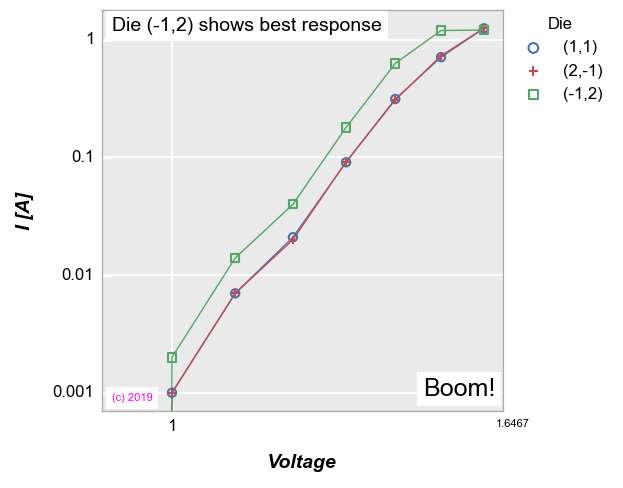 Die (-1,2) shows best response
Die
(1,1)
(2,-1)
(-1,2)
1
0.1
0.01
0.001
I [A]
(c) 2019
Boom!
1
1.6467
Voltage